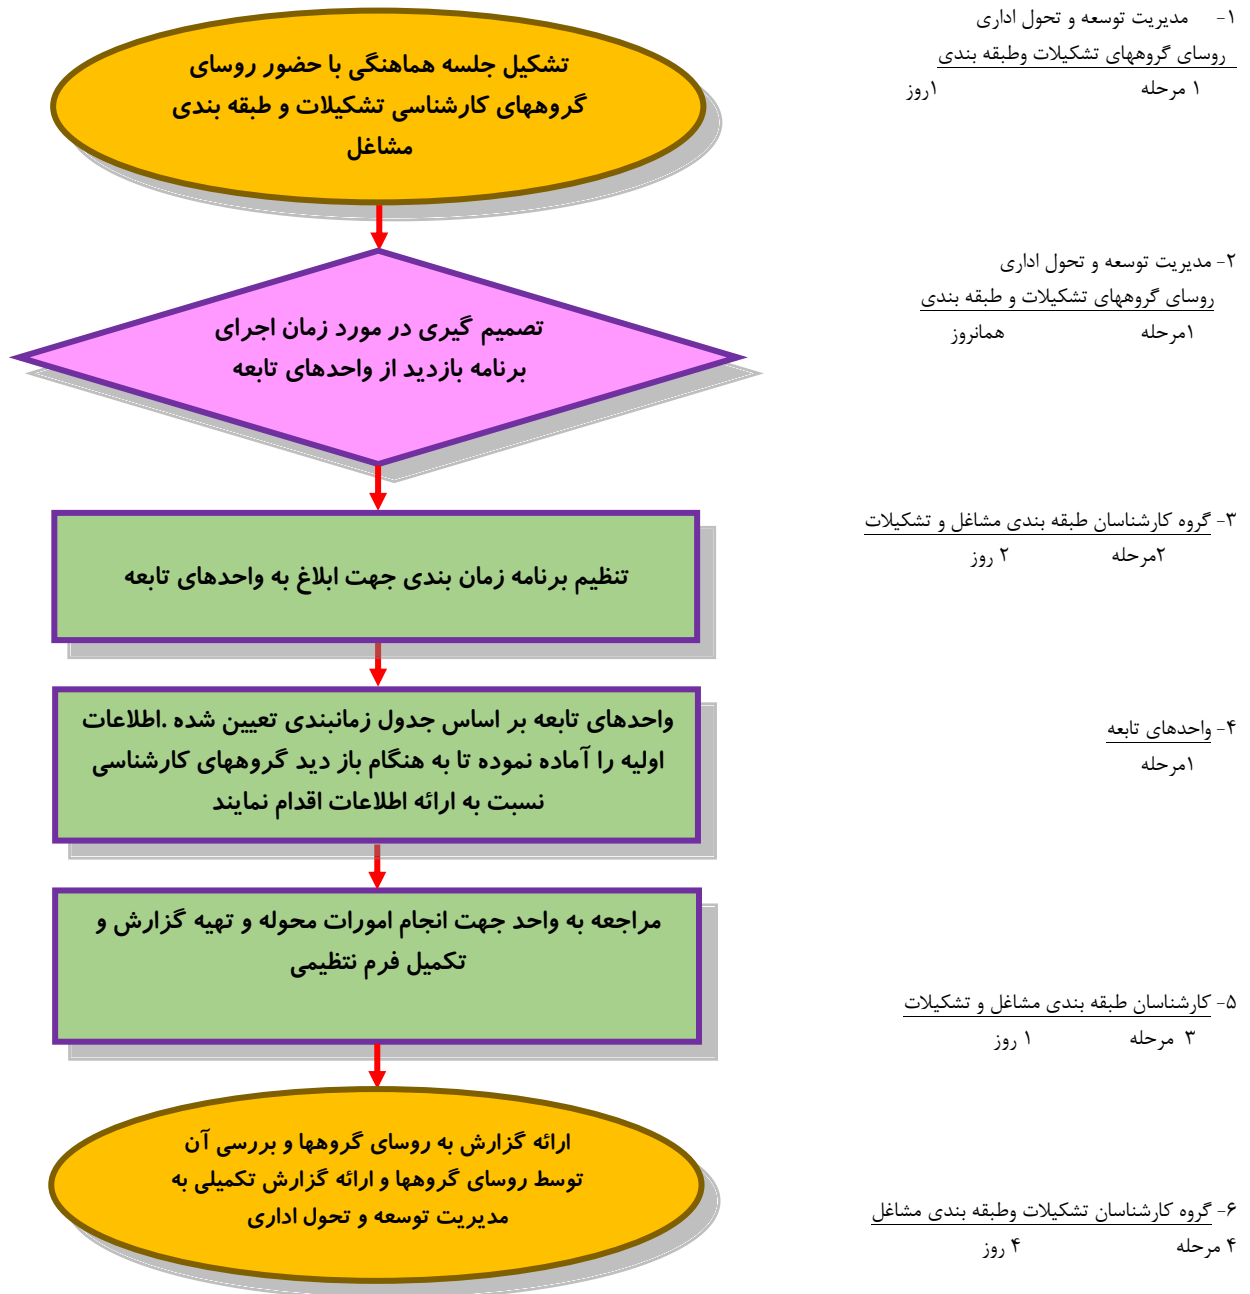 تشکیل جلسه هماهنگی با حضور روسای
گروههای کارشناسی تشکیلات و طبقه بندی
مشاغل
۱- مدیریت توسعه و تحول اداری
روسای گروههای تشکیلات وطبقه بندی
۱ مرحله ۱روز
تصمیم گیری در مورد زمان اجرای
برنامه بازدید از واحدهای تابعه
۲- مدیریت توسعه و تحول اداری
روسای گروههای تشکیلات و طبقه بندی
۱مرحله همانروز
تنظیم برنامه زمان بندی جهت ابلاغ به واحدهای تابعه
۳- گروه کارشناسان طبقه بندی مشاغل و تشکیلات
۲مرحله ۲ روز
واحدهای تابعه بر اساس جدول زمانبندی تعیین شده .اطلاعات
اولیه را آماده نموده تا به هنگام باز دید گروههای کارشناسی
نسبت به ارائه اطلاعات اقدام نمایند
۴- واحدهای تابعه
۱مرحله
مراجعه به واحد جهت انجام امورات محوله و تهیه گزارش و
تکمیل فرم نتظیمی
۵- کارشناسان طبقه بندی مشاغل و تشکیلات
۳ مرحله ۱ روز
ارائه گزارش به روسای گروهها و بررسی آن
توسط روسای گروهها و ارائه گزارش تکمیلی به
مدیریت توسعه و تحول اداری
۶- گروه کارشناسان تشکیلات وطبقه بندی مشاغل
۴ مرحله ۴ روز